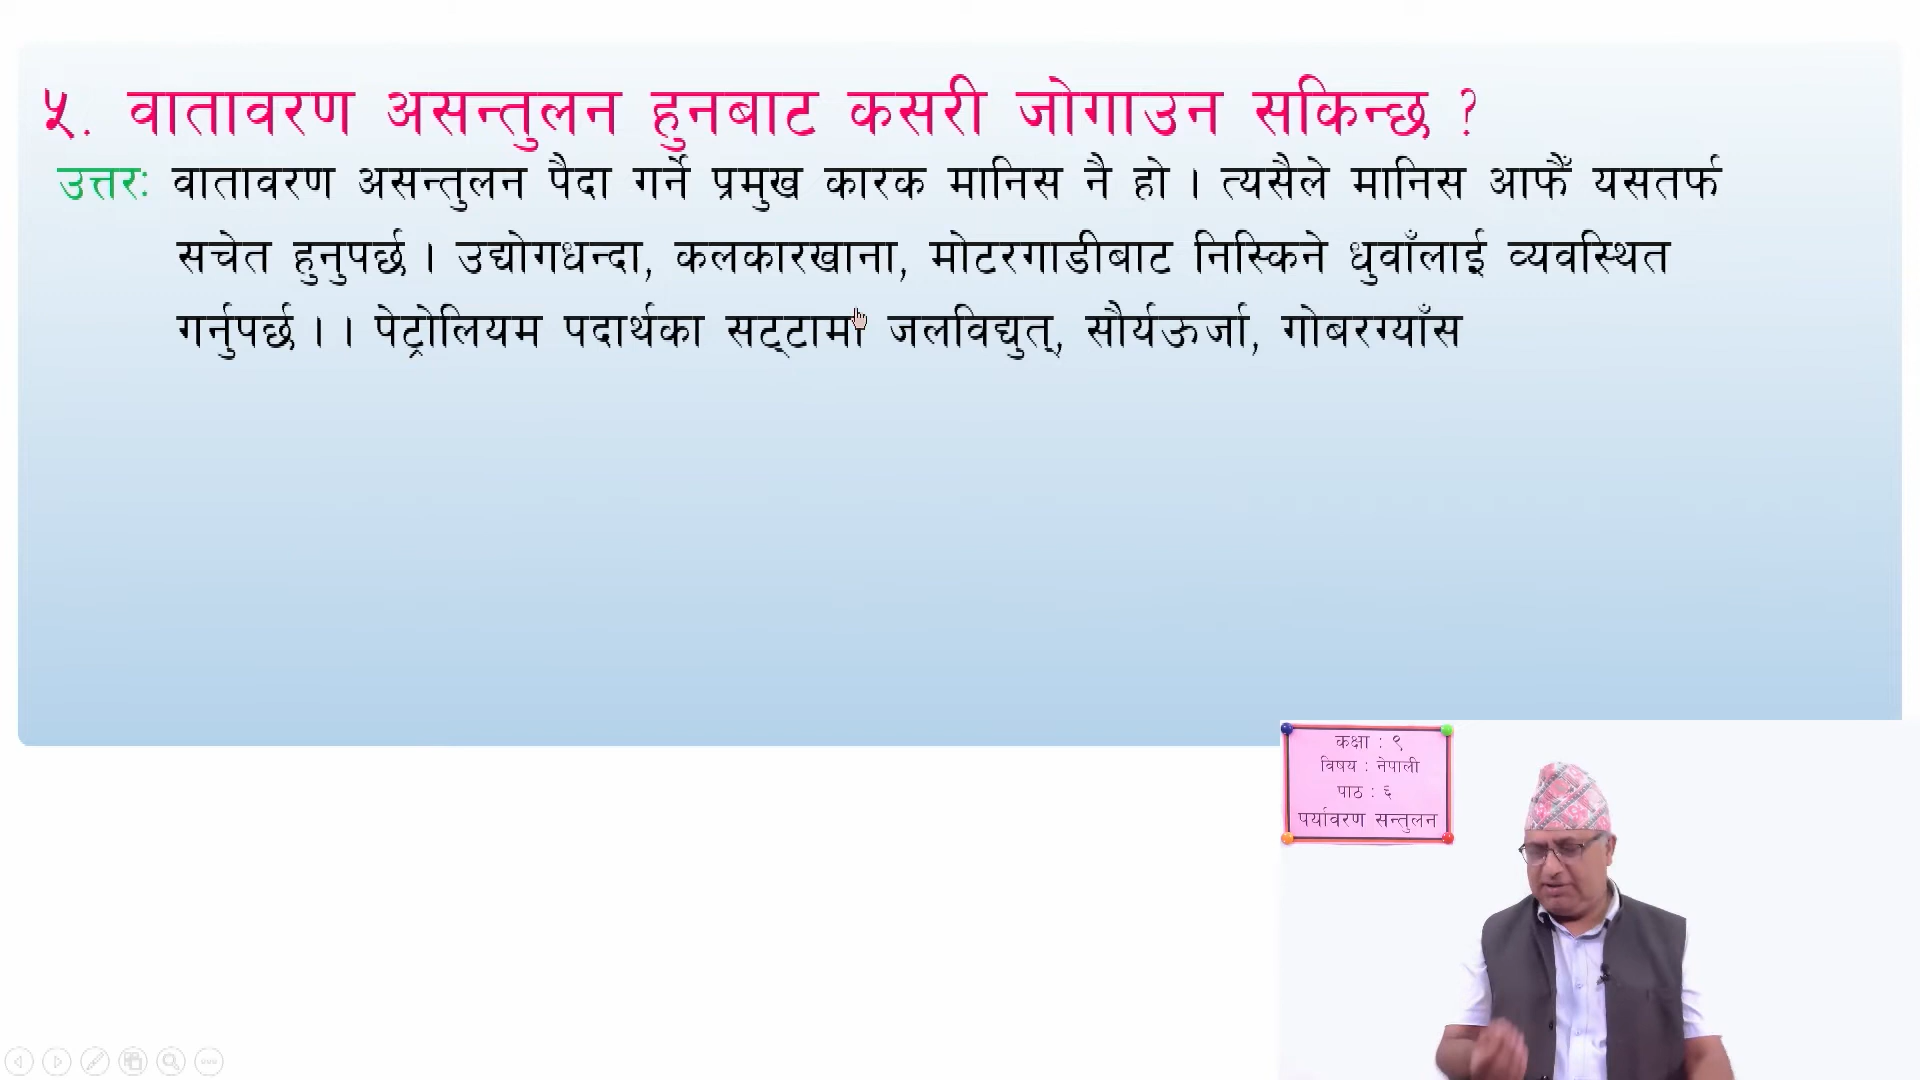 ५. वातावरण असन्तुलन हुनबाट कसरी जोगाउन सकिन्छ ?
उत्तरः वातावरण असन्तुलन पैदा गर्ने प्रमुख कारक मानिस नै हो । त्यसैले मानिस आफैँ यसतर्फ
सचेत हुनुपर्छ । उद्योगधन्दा, कलकारखाना, मोटरगाडीबाट निस्किने धुवाँलाई व्यवस्थित
गर्नुपर्छ । । पेट्रोलियम पदार्थका सट्टामा जलविद्युत्, सौर्यऊर्जा, गोबरग्याँस
कक्षा : ९
विषय : नेपाली
पाठ : ६
पर्यावरण सन्तुलन